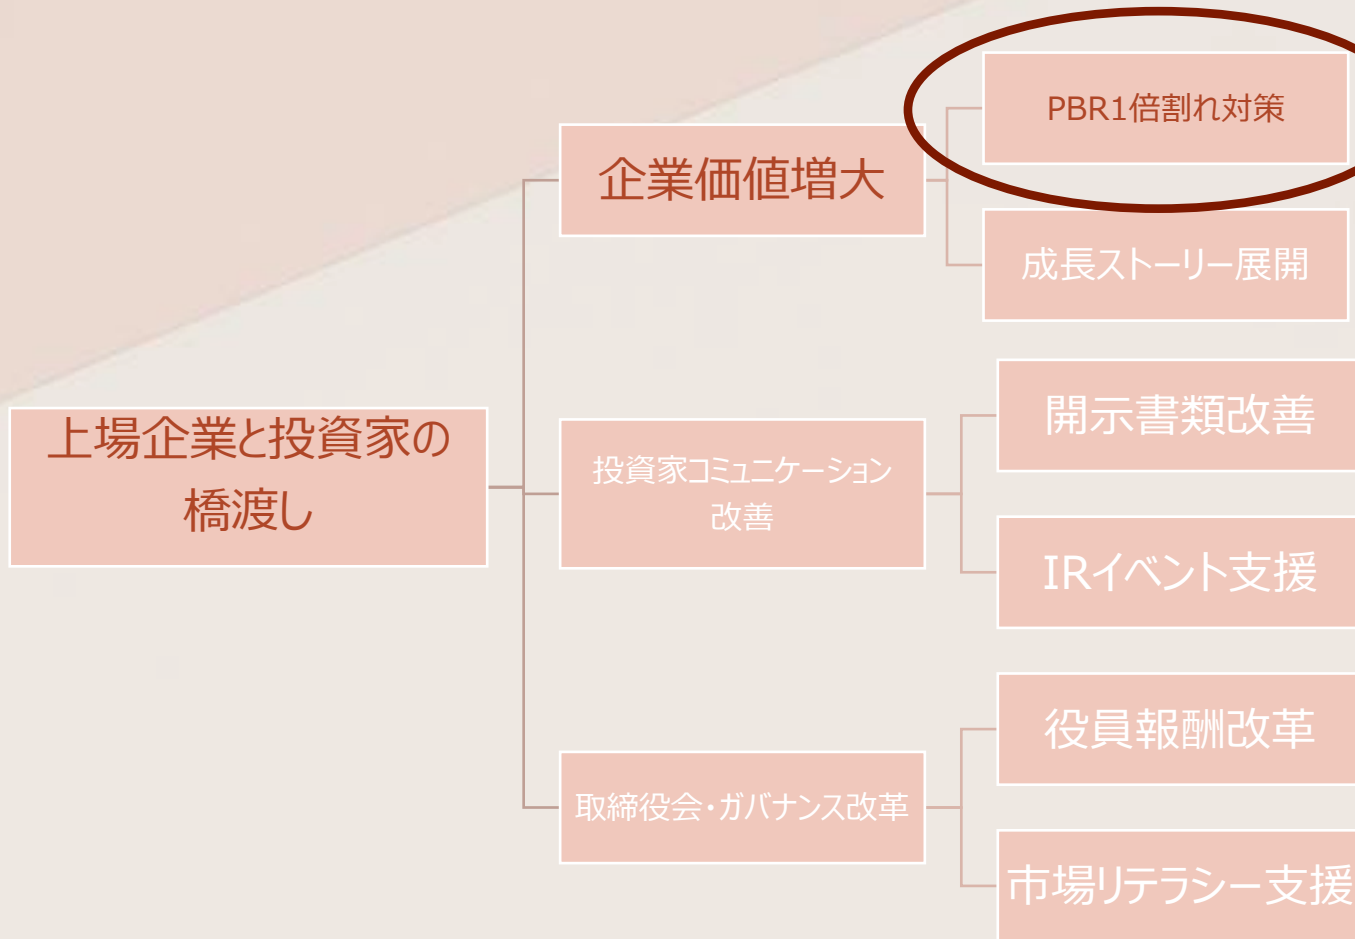 上場企業と投資家の
橋渡し
企業価値増大
PBR1倍割れ対策
成長ストーリー展開
投資家コミュニケーション
改善
開示書類改善
IRイベント支援
取締役会・ガバナンス改革
役員報酬改革
市場リテラシー支援